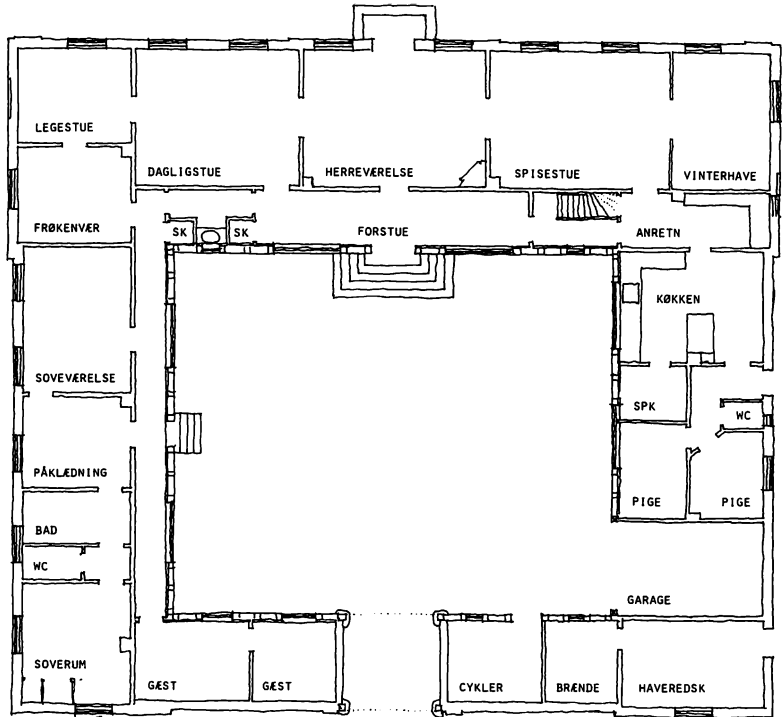 LEGESTUE
DAGLIGSTUE
HERREVÆRELSE
SPISESTUE
VINTERHAVE
FRØKENVÆR
SK
SK
FORSTUE
ANRETN
KØKKEN
SOVEVÆRELSE
SPK
WC
PÅKLÆDNING
PIGE
PIGE
BAD
WC
GARAGE
SOVERUM
GÆST
GÆST
CYKLER
BRÆNDE
HAVEREDSK